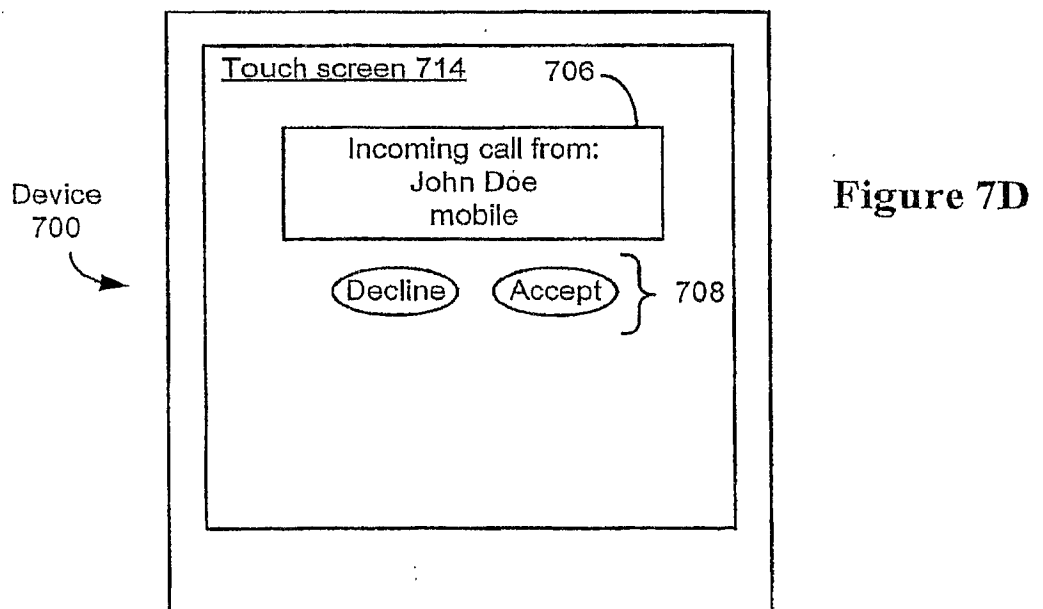 Touch screen 714
706
Incoming call from:
John Doe
mobile
Device
700
Figure 7D
Decline
Accept
708